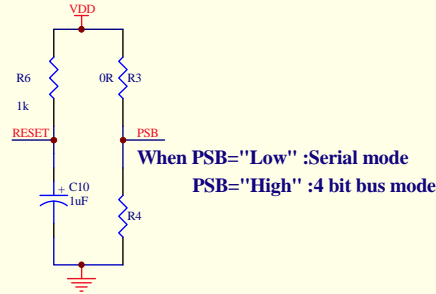 VDD
R6
0R
R3
1k
RESET
PSB
When PSB="Low" :Serial mode
PSB="High" :4 bit bus mode
+
C10
1uF
R4